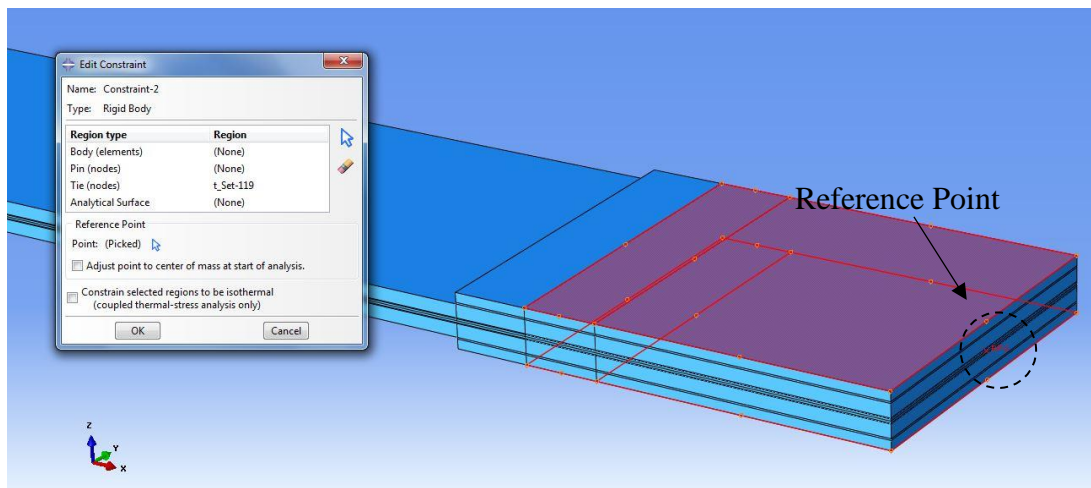 Edit Constraint
Name: Constraint-2
Type: Rigid Body
Region type Region
Body (elements) (None)
Pin (nodes) (None)
Tie (nodes) t_Set-119
Analytical Surface (None)
Reference Point
Point: (Picked)
Adjust point to center of mass at start of analysis.
Constrain selected regions to be isothermal
(coupled thermal-stress analysis only)
OK Cancel
Reference Point
z
Y
x